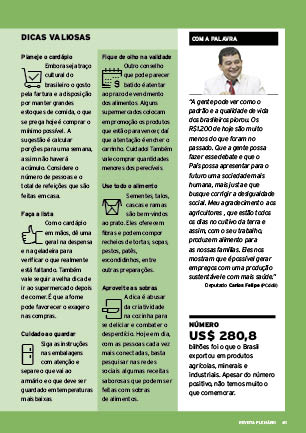 DICAS VALIOSAS
Planeje o cardápio
Embora seja traço
cultural do
brasileiro o gosto
pela fartura e a disposição
por manter grandes
estoques de comida, o que
se prega hoje é comprar o
mínimo possível. A
sugestão é calcular
porções para uma semana,
assim não haverá
acúmulo. Considere o
número de pessoas e o
total de refeições que são
feitas em casa.
Faça a lista
Com o cardápio
em mãos, dê uma
geral na despensa
e na geladeira para
verificar o que realmente
está faltando. Também
vale seguir a velha dica de
ir ao supermercado depois
de comer. É que a fome
pode favorecer o exagero
nas compras.
Cuidado ao guardar
Siga as instruções
nas embalagens
com atenção e
separe o que vai ao
armário e o que deve ser
guardado em temperaturas
mais baixas.
Fique de olho na validade
Outro conselho
que pode parecer
batido é atentar
ao prazo de vencimento
dos alimentos. Alguns
supermercados colocam
em promoção os produtos
que estão para vencer; daí
que a tentação é encher o
carrinho. Cuidado! Também
vale comprar quantidades
menores dos perecíveis.
Use todo o alimento
Sementes, talos,
cascas e ramas
são bem-vindos
ao prato. Eles oferecem
fibras e podem compor
recheios de tortas, sopas,
pestos, patês,
escondidinhos, entre
outras preparações.
Aproveite as sobras
A dica é abusar
da criatividade
na cozinha para
se deliciar e combater o
desperdício. Hoje em dia,
com as pessoas cada vez
mais conectadas, basta
pesquisar nas redes
sociais algumas receitas
saborosas que podem ser
feitas com sobras
de alimentos.
COM A PALAVRA
"A gente pode ver como o
padrão e a qualidade de vida
dos brasileiros piorou. Os
R$1.200 de hoje são muito
menos do que foram no
passado. Que a gente possa
fazer esse debate e que o
País possa preparar para o
futuro uma sociedade mais
humana, mais justa e que
busque corrigir a desigualdade
social. Meu agradecimento aos
agricultores , que estão todos
os dias no cultivo da terra e
assim, com o seu trabalho,
produzem alimento para
as nossas famílias. Eles nos
mostram que é possível gerar
empregos com uma produção
sustentável e com mais saúde."
Deputado Carlos Felipe (PCdoB)
NÚMERO
US$ 280,8
bilhões foi o que o Brasil
exportou em produtos
agrícolas, minerais e
industriais. Apesar do número
positivo, não temos muito o
que comemorar.
REVISTA PLENÁRIO